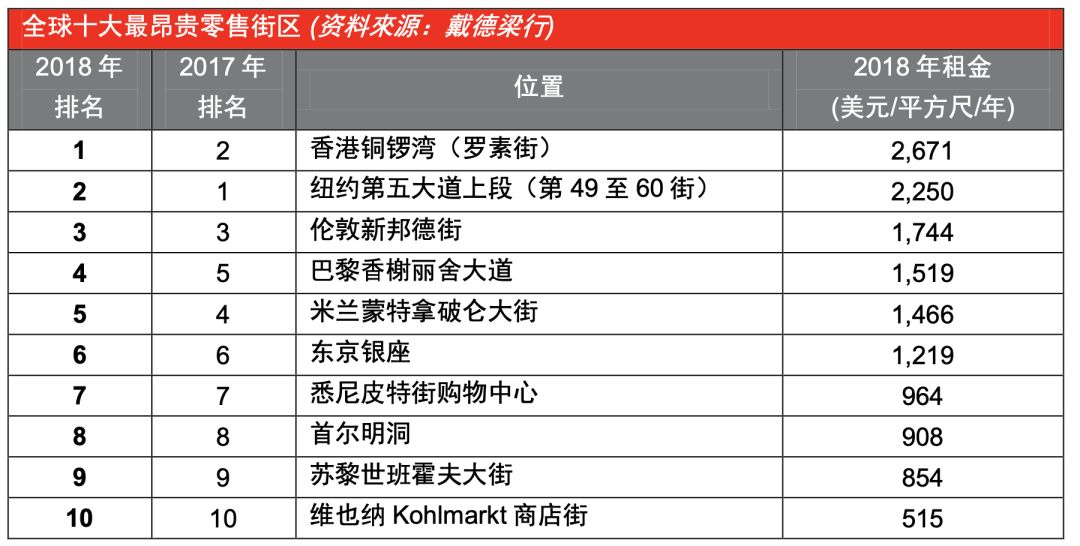 全球十大最昂贵零售街区 (资料來源：戴德梁行)
2018 年排名 2017 年排名 位置 2018 年租金 (美元/平方尺/年)
1 2 香港铜锣湾（罗素街） 2,671
2 1 纽约第五大道上段（第 49 至 60 街） 2,250
3 3 伦敦新邦德街 1,744
4 5 巴黎香榭丽舍大道 1,519
5 4 米兰蒙特拿破仑大街 1,466
6 6 东京银座 1,219
7 7 悉尼皮特街购物中心 964
8 8 首尔明洞 908
9 9 苏黎世班霍夫大街 854
10 10 维也纳 Kohlmarkt 商店街 515